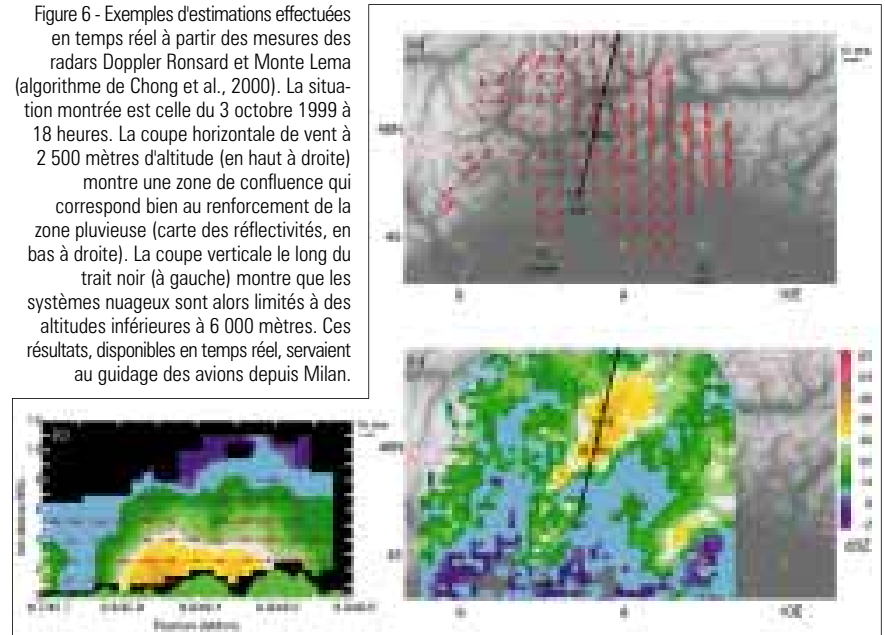 Figure 6 - Exemples d'estimations effectuées
en temps réel à partir des mesures des
radars Doppler Ronsard et Monte Lema
(algorithme de Chong et al., 2000). La situa-
tion montrée est celle du 3 octobre 1999 à
18 heures. La coupe horizontale de vent à
2 500 mètres d'altitude (en haut à droite)
montre une zone de confluence qui
correspond bien au renforcement de la
zone pluvieuse (carte des réflectivités, en
bas à droite). La coupe verticale le long du
trait noir (à gauche) montre que les
systèmes nuageux sont alors limités à des
altitudes inférieures à 6 000 mètres. Ces
résultats, disponibles en temps réel, servaient
au guidage des avions depuis Milan.